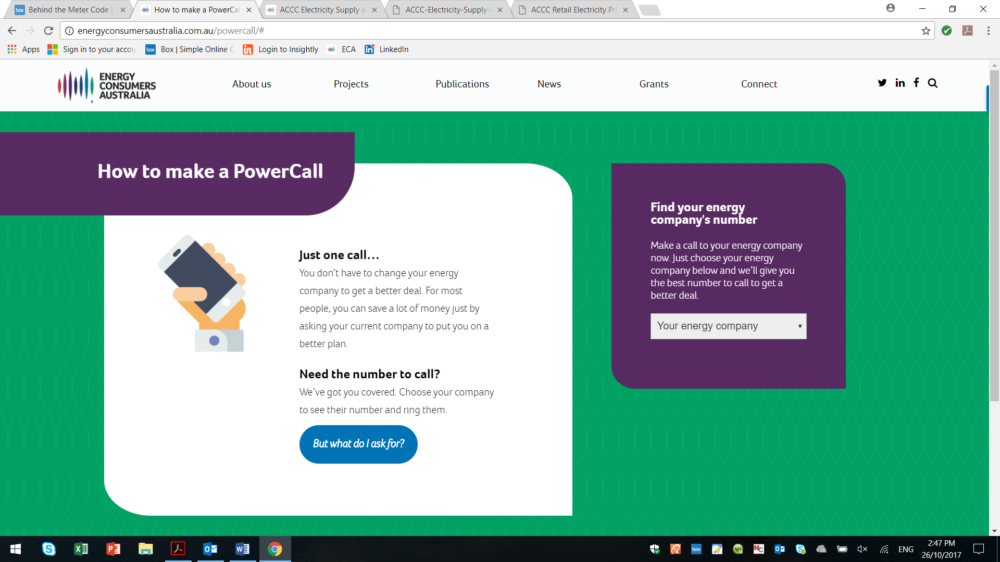 Behind the Meter Code |
How to make a PowerCal
ACCC Electricity Supply a
ACCC-Electricity-Supply-
ACCC Retail Electricity Pri
energyconsumersaustralia.com.au/powercall/#
Apps
Sign in to your accou
box
Box | Simple Online C
Login to Insightly
ECA
LinkedIn
ENERGY
CONSUMERS
AUSTRALIA
About us
Projects
Publications
News
Grants
Connect
How to make a PowerCall
Just one call...
You don't have to change your energy
company to get a better deal. For most
people, you can save a lot of money just by
asking your current company to put you on a
better plan.
Need the number to call?
We've got you covered. Choose your company
to see their number and ring them.
But what do I ask for?
Find your energy
company's number
Make a call to your energy company
now. Just choose your energy
company below and we'll give you
the best number to call to get a
better deal.
Your energy company
ENG
2:47 PM
26/10/2017